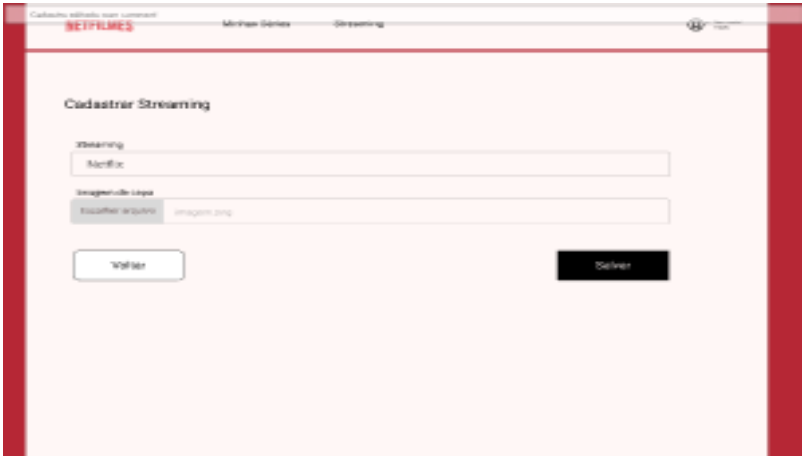 NETFILMES
Minhas Séries
Streaming
Cadastrar Streaming
Streaming
Netflix
Imagem de capa
Escolher arquivo
imagem.png
Voltar
Salvar